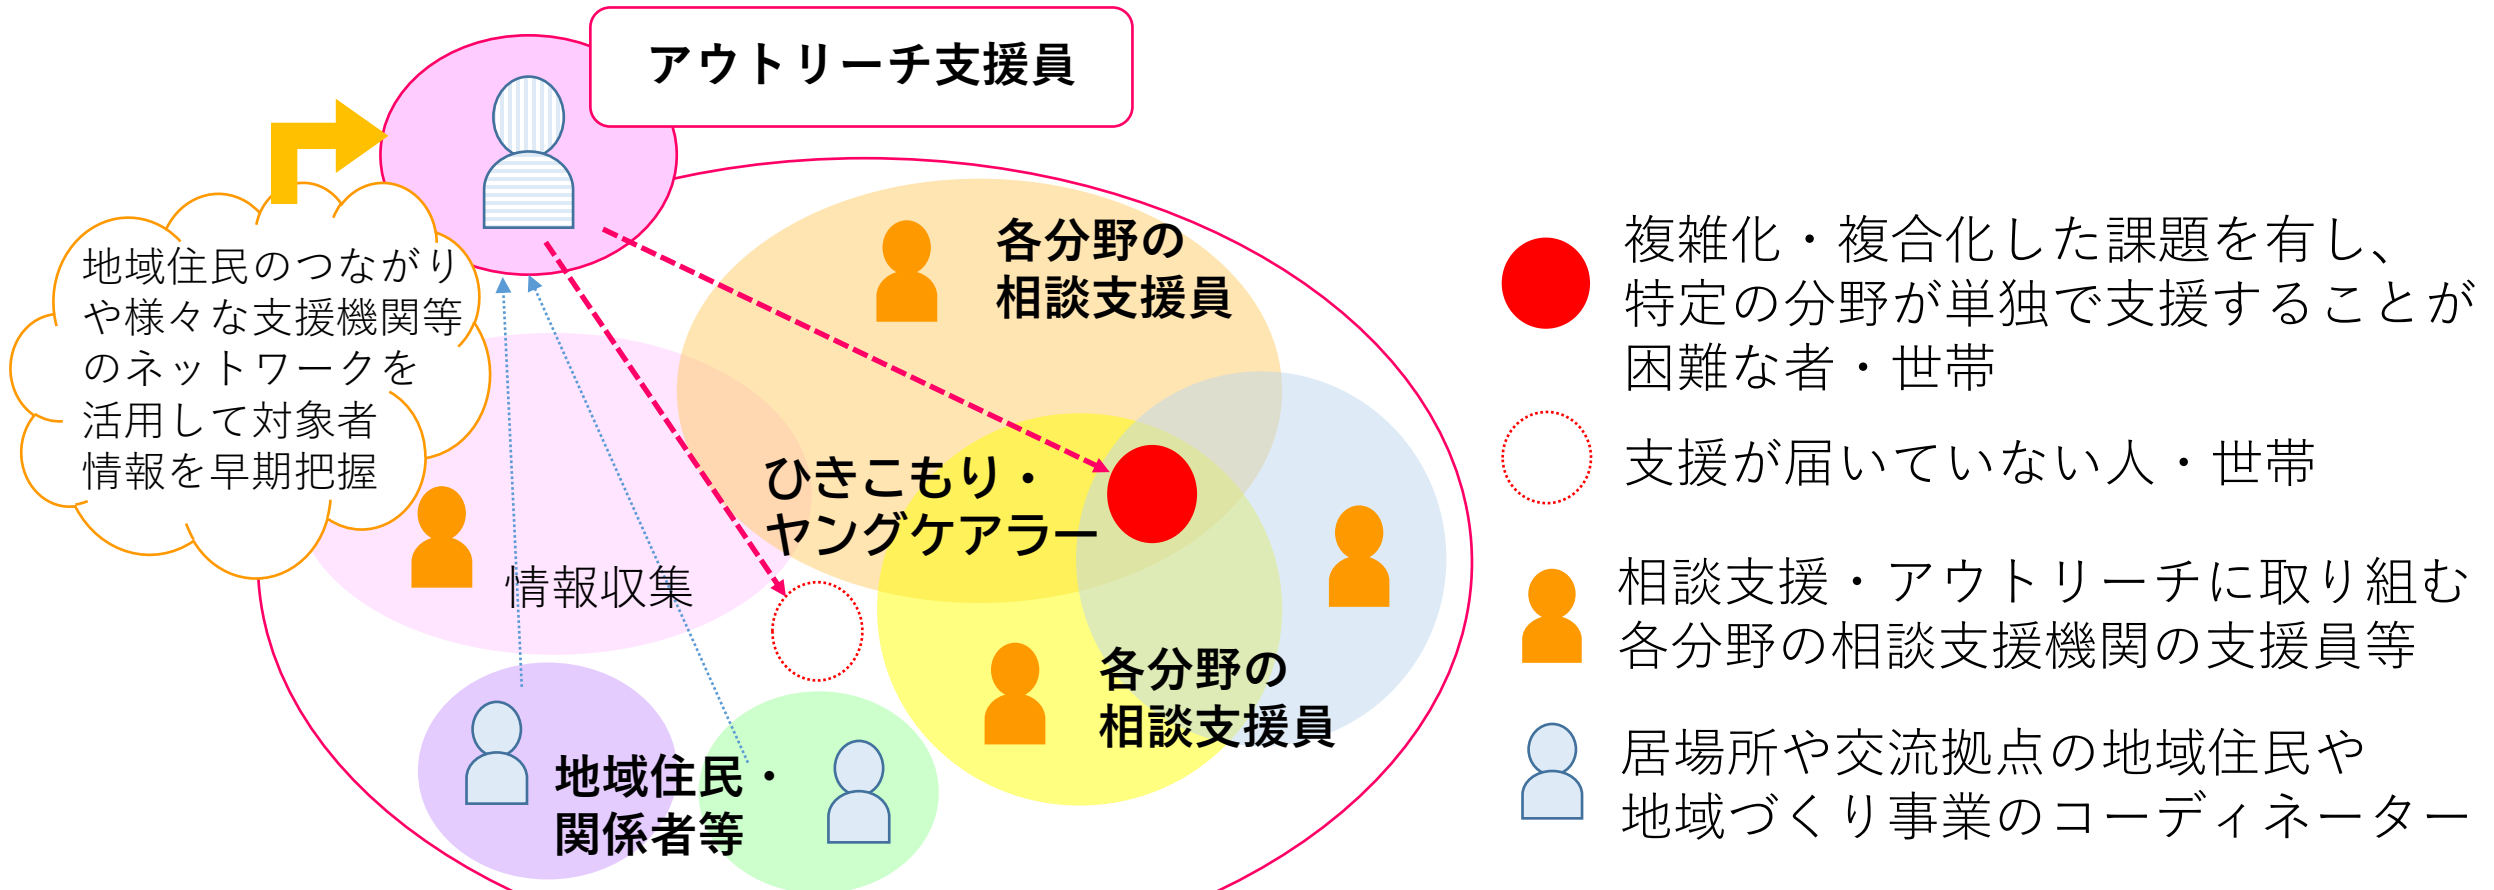 アウトリーチ支援員
地域住民のつながり
や様々な支援機関等
のネットワークを
活用して対象者
情報を早期把握
各分野の
相談支援員
ひきこもり・
ヤングケアラー
情報収集
各分野の
相談支援員
地域住民・
関係者等
複雑化・複合化した課題を有し、
特定の分野が単独で支援することが
困難な者・世帯
支援が届いていない人・世帯
相談支援・アウトリーチに取り組む
各分野の相談支援機関の支援員等
居場所や交流拠点の地域住民や
地域づくり事業のコーディネーター